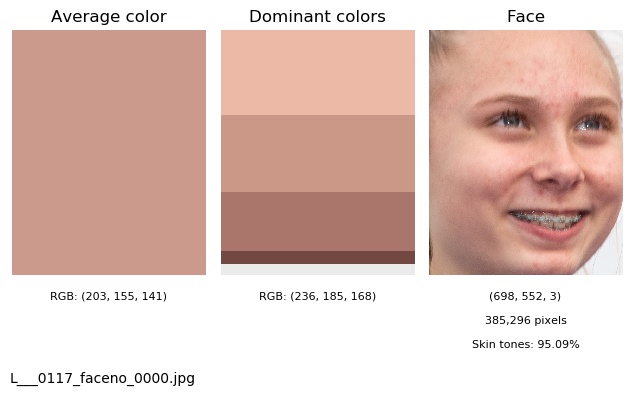 Average color
Dominant colors
Face
RGB: (203, 155, 141)
RGB: (236, 185, 168)
(698, 552, 3)
385,296 pixels
Skin tones: 95.09%
L___0117_faceno_0000.jpg